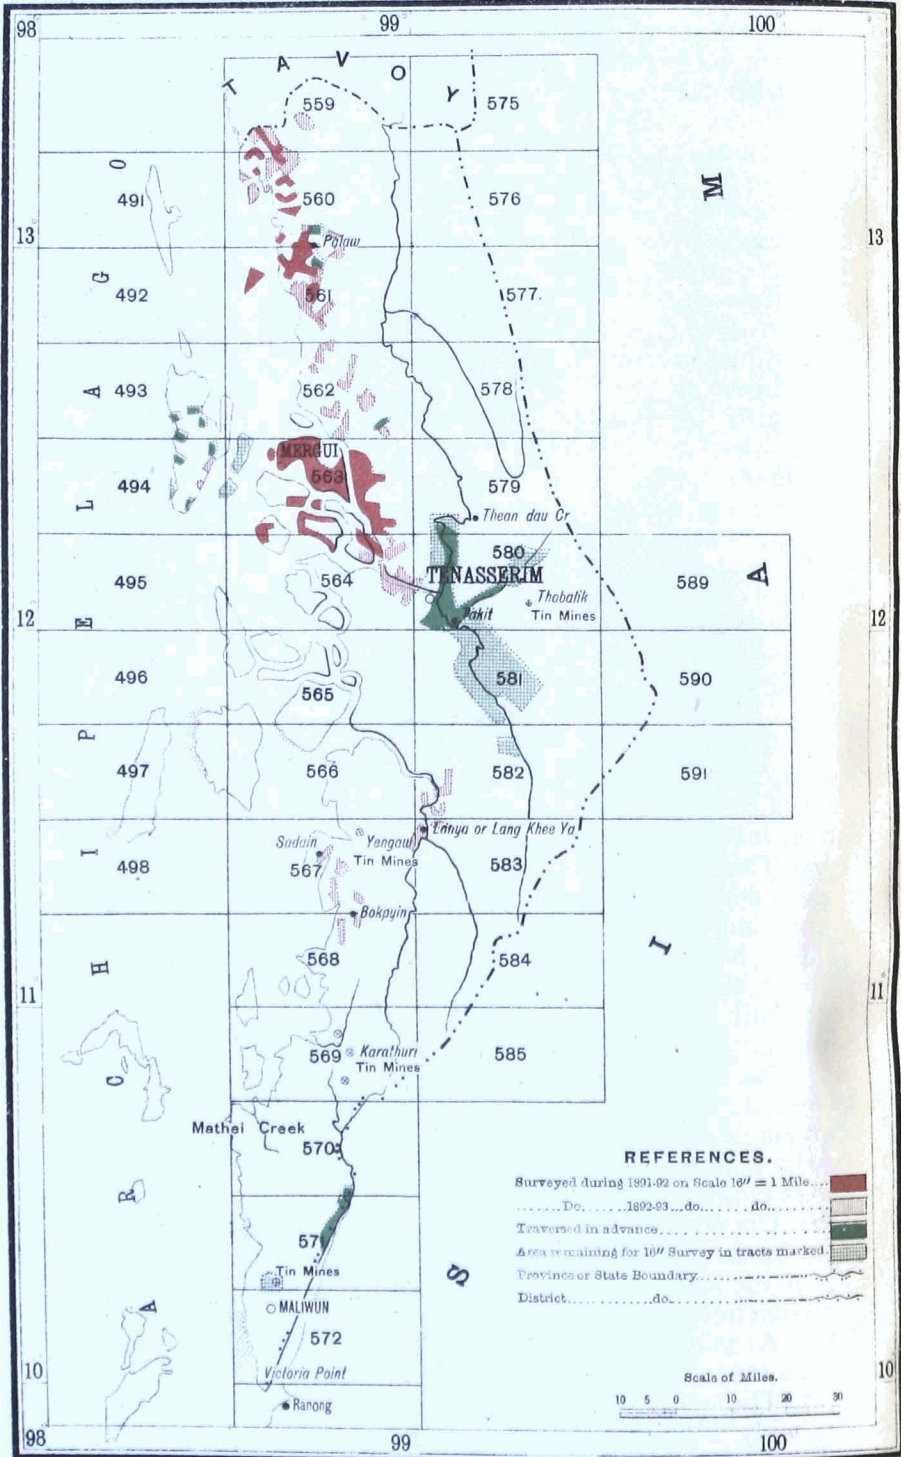 98 99 100
T A V O Y
559 575
491 560 576
13 Palaw 13
492 561 577
493 562 578
MERGUI
494 563 579
Thean dau Cr
580
495 564 TENASSERIM 589
Thabalik
Tin Mines
Pakit
12 12
496 565 581 590
497 566 582 591
Lanya or Lang Khee Ya
Sadain Yengaw
Tin Mines
498 567 583
Bokpyin
568 584
11 11
569 Karathuri 585
Tin Mines
Mathei Creek
570
571
Tin Mines
MALIWUN
572
Victoria Point
10 10
Ranong
A R C H I P E L A G O
S I A M
REFERENCES.
Surveyed during 1891-92 on Scale 16" = 1 Mile....
.......Do.......1892-93...do.......do..
Traversed in advance
Area remaining for 16" Survey in tracts marked.
Province or State Boundary
District............do.
Scale of Miles.
10 5 0 10 20 30
98 99 100